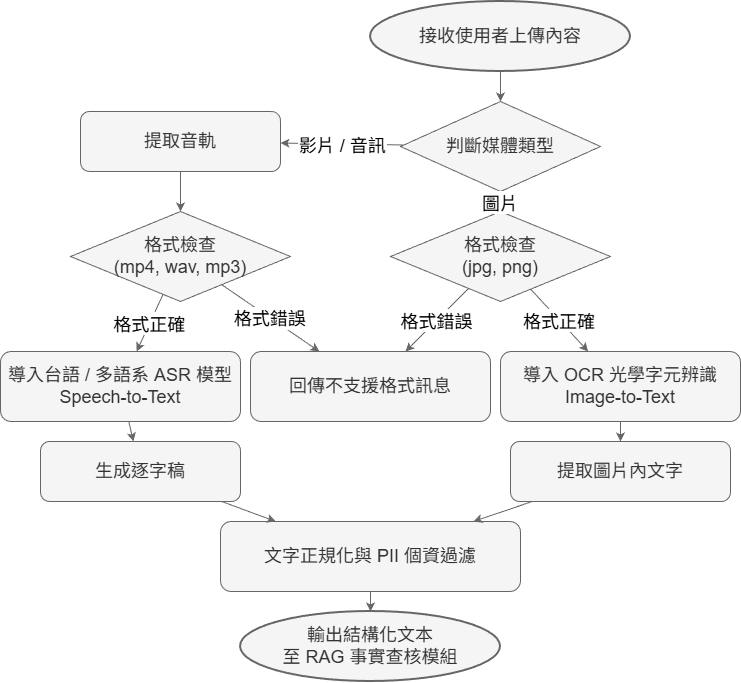 接收使用者上傳內容
判斷媒體類型
影片 / 音訊
提取音軌
圖片
格式檢查
(mp4, wav, mp3)
格式檢查
(jpg, png)
格式正確
格式錯誤
格式錯誤
格式正確
導入台語 / 多語系 ASR 模型
Speech-to-Text
回傳不支援格式訊息
導入 OCR 光學字元辨識
Image-to-Text
生成逐字稿
提取圖片內文字
文字正規化與 PII 個資過濾
輸出結構化文本
至 RAG 事實查核模組